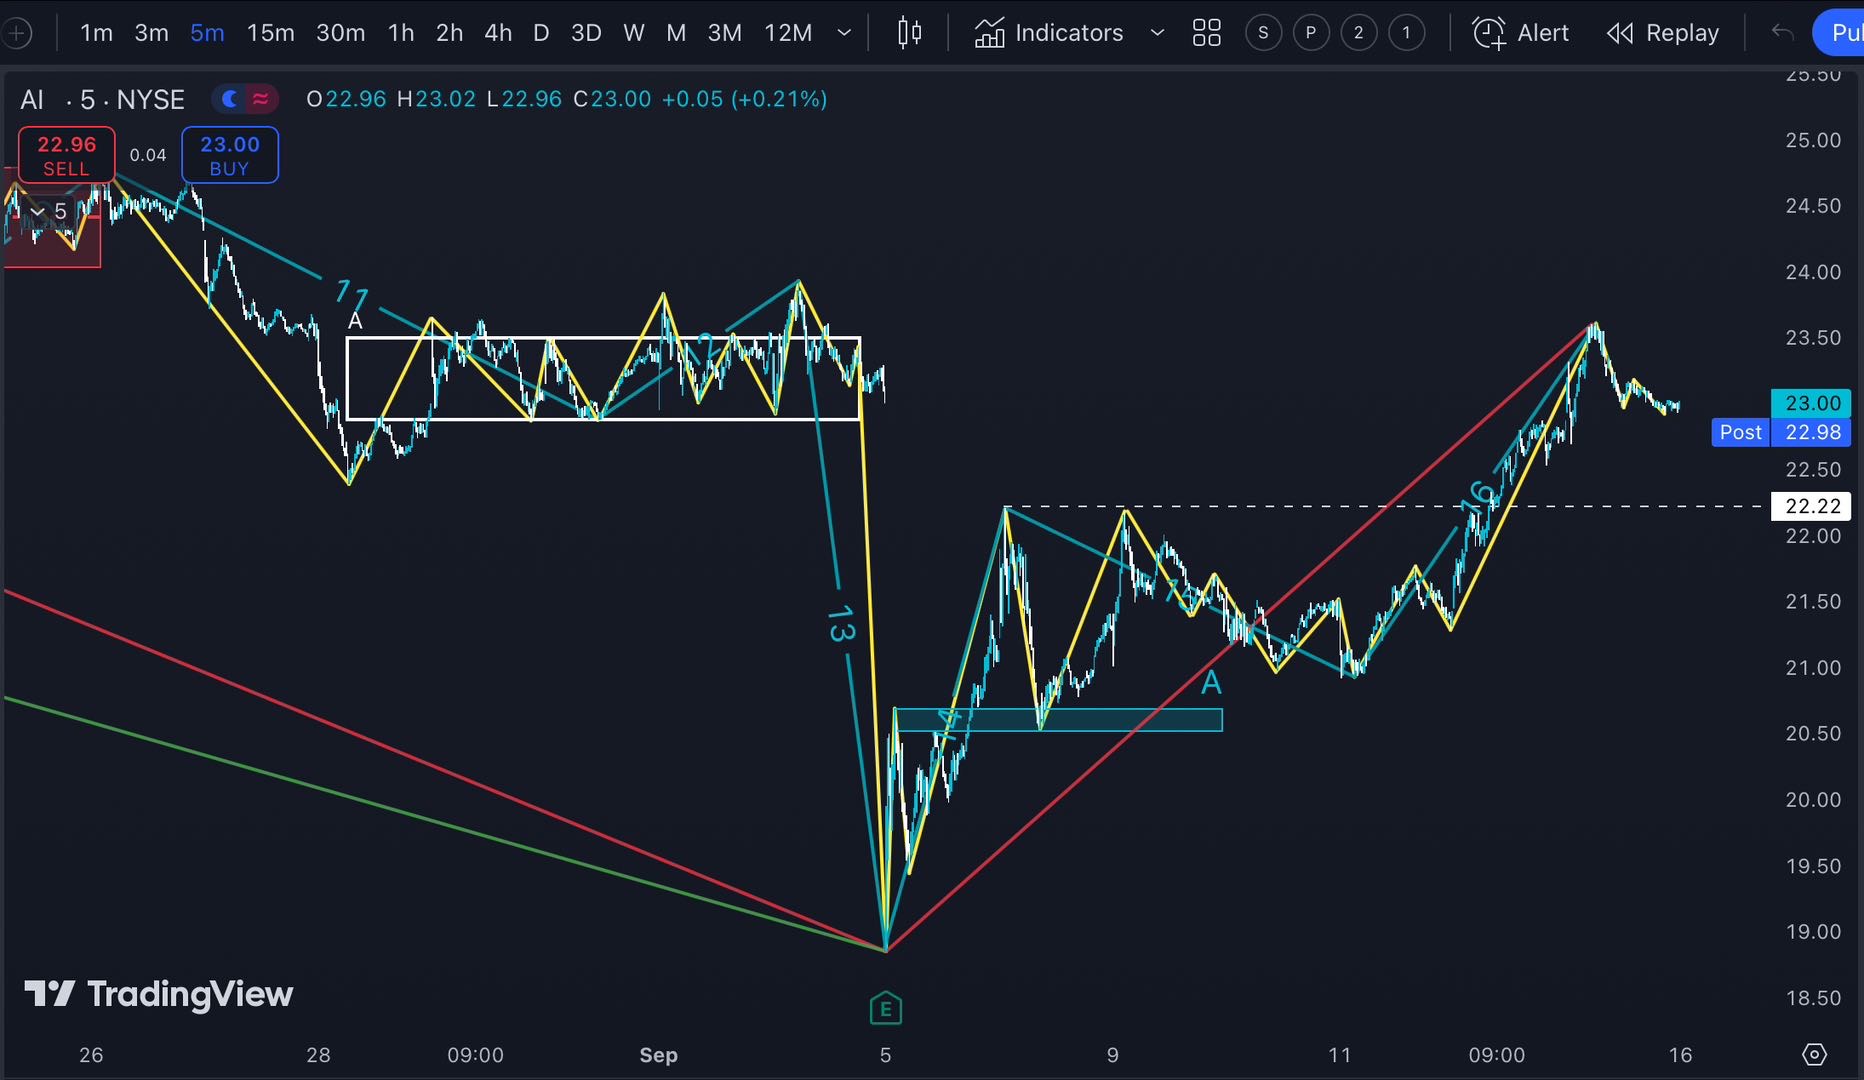 1m 3m 5m 15m 30m 1h 2h 4h D 3D W M 3M 12M Indicators S P 2 1 Alert Replay Pul
AI · 5 · NYSE O22.96 H23.02 L22.96 C23.00 +0.05 (+0.21%)
22.96 SELL
0.04
23.00 BUY
5
11
A
12
13
14
A
15
16
25.50
25.00
24.50
24.00
23.50
23.00
Post 22.98
22.50
22.22
22.00
21.50
21.00
20.50
20.00
19.50
19.00
18.50
TradingView
E
26 28 09:00 Sep 5 9 11 09:00 16